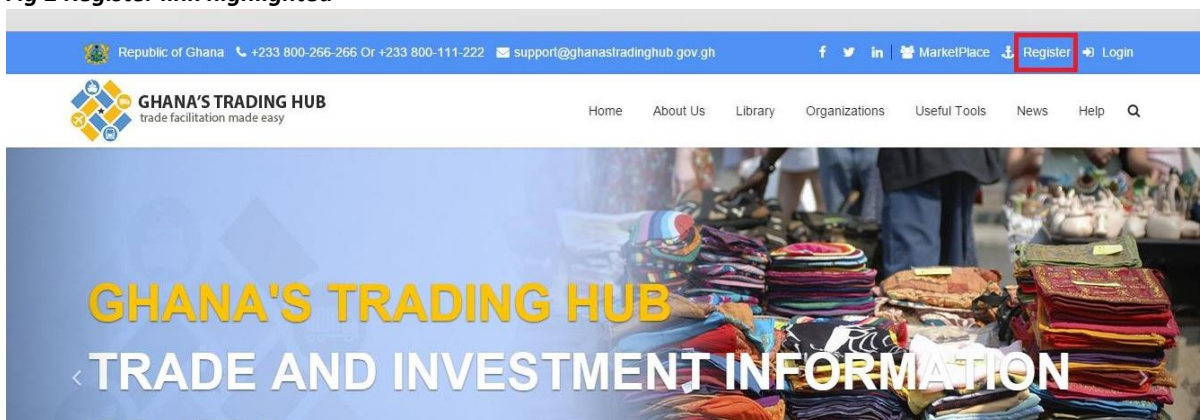 Fig 2 Register link highlighted
Republic of Ghana +233 800-266-266 Or +233 800-111-222 support@ghanastradinghub.gov.gh f in MarketPlace Register Login
GHANA'S TRADING HUB
trade facilitation made easy
Home About Us Library Organizations Useful Tools News Help
GHANA'S TRADING HUB
TRADE AND INVESTMENT INFORMATION